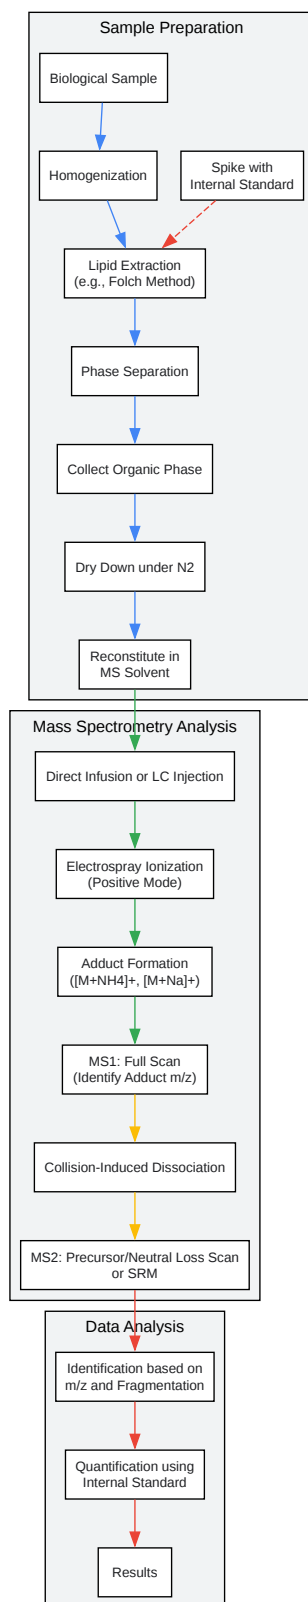 Sample Preparation
Biological Sample
Homogenization
Spike with
Internal Standard
Lipid Extraction
(e.g., Folch Method)
Phase Separation
Collect Organic Phase
Dry Down under N2
Reconstitute in
MS Solvent
Mass Spectrometry Analysis
Direct Infusion or LC Injection
Electrospray Ionization
(Positive Mode)
Adduct Formation
([M+NH4]+, [M+Na]+)
MS1: Full Scan
(Identify Adduct m/z)
Collision-Induced Dissociation
MS2: Precursor/Neutral Loss Scan
or SRM
Data Analysis
Identification based on
m/z and Fragmentation
Quantification using
Internal Standard
Results